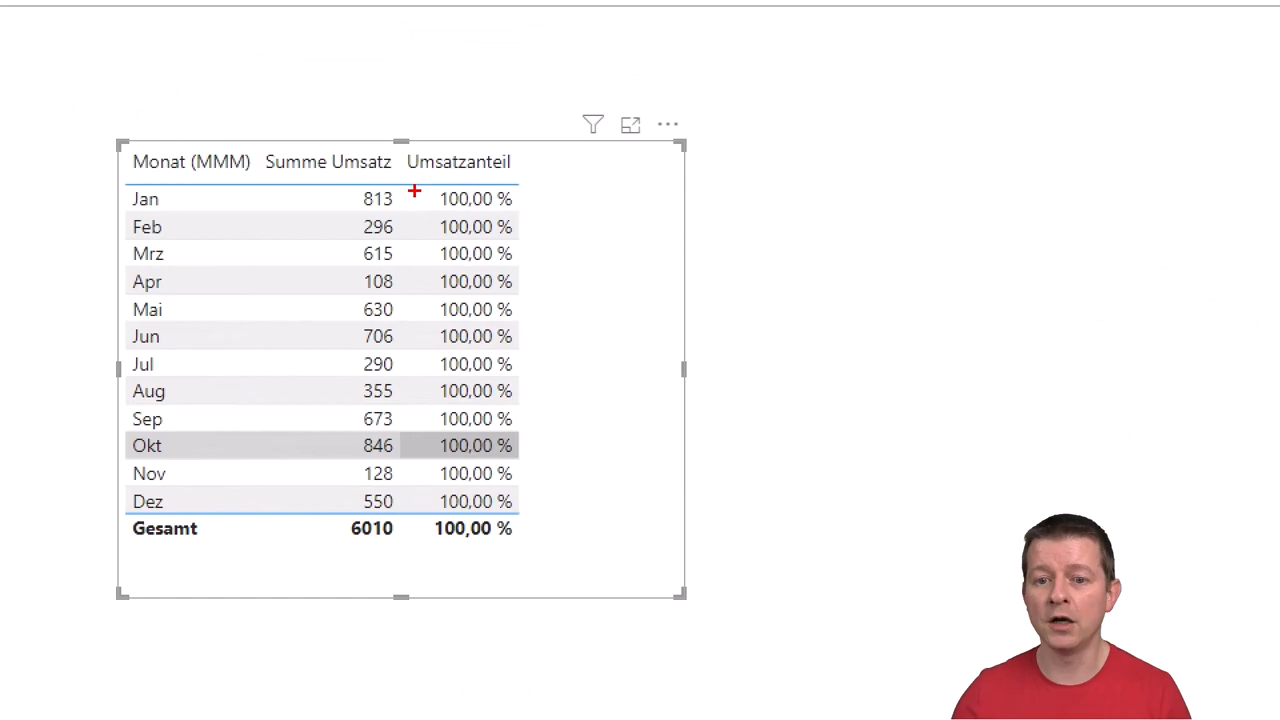 Monat (MMM) Summe Umsatz Umsatzanteil
Jan 813 100,00 %
Feb 296 100,00 %
Mrz 615 100,00 %
Apr 108 100,00 %
Mai 630 100,00 %
Jun 706 100,00 %
Jul 290 100,00 %
Aug 355 100,00 %
Sep 673 100,00 %
Okt 846 100,00 %
Nov 128 100,00 %
Dez 550 100,00 %
Gesamt 6010 100,00 %